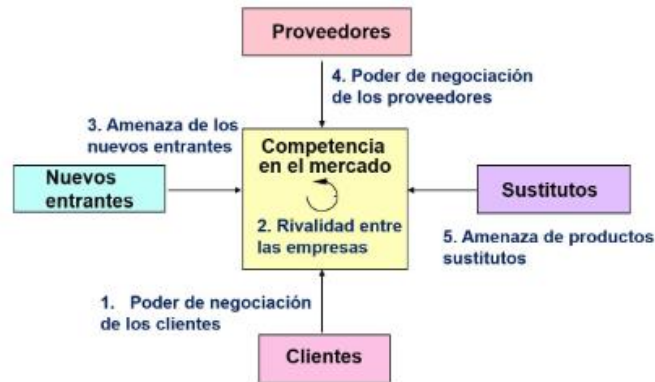 Proveedores
4. Poder de negociación
de los proveedores
3. Amenaza de los
nuevos entrantes
Competencia
en el mercado
Nuevos
entrantes
Sustitutos
2. Rivalidad entre
las empresas
5. Amenaza de productos
sustitutos
1. Poder de negociación
de los clientes
Clientes